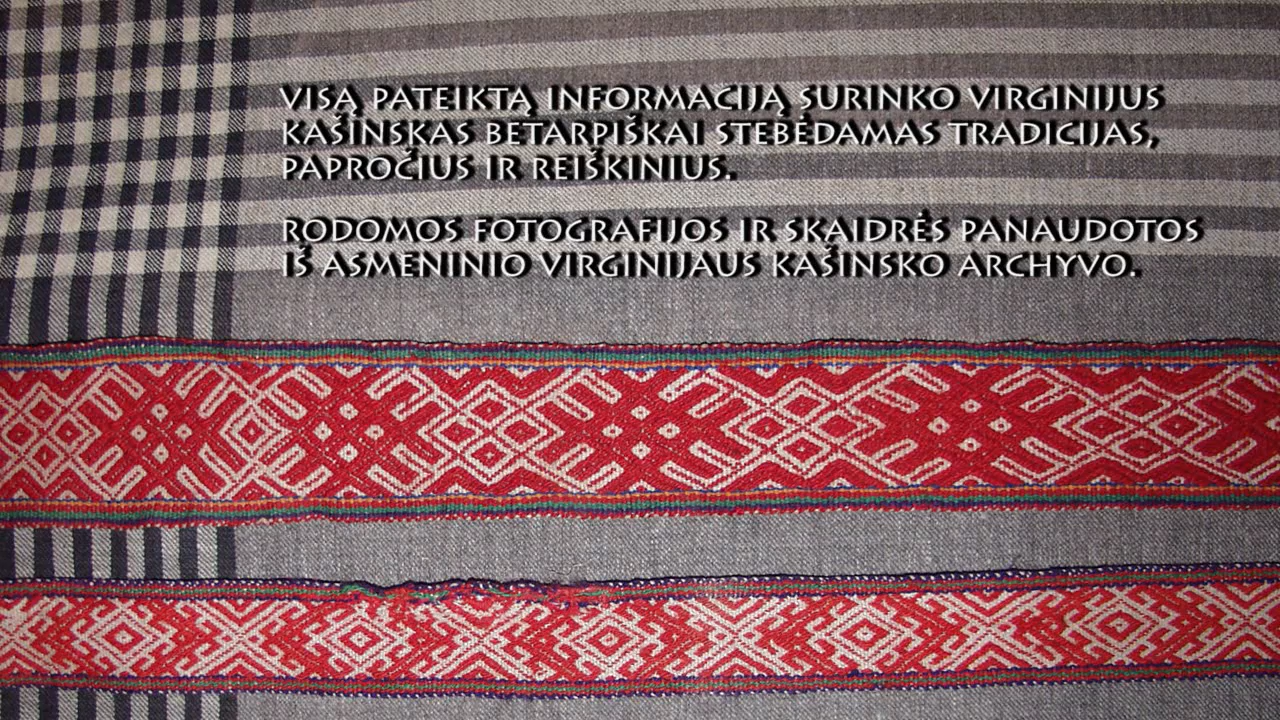 VISĄ PATEIKTĄ INFORMACIJĄ SURINKO VIRGINIJUS
KAŠINSKAS BETARPIŠKAI STEBĖDAMAS TRADICIJAS,
PAPROČIUS IR REIŠKINIUS.
RODOMOS FOTOGRAFIJOS IR SKAIDRĖS PANAUDOTOS
IŠ ASMENINIO VIRGINIJAUS KAŠINSKO ARCHYVO.